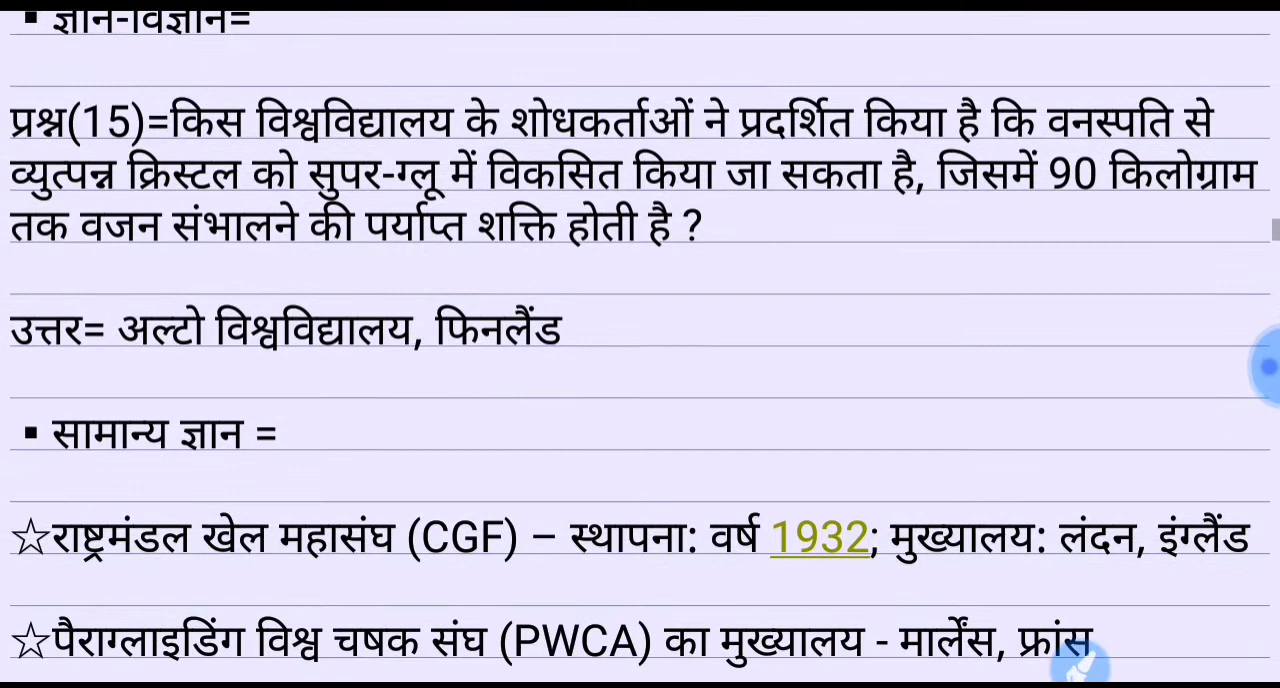 ▪ ज्ञान-विज्ञान=
प्रश्न(15)=किस विश्वविद्यालय के शोधकर्ताओं ने प्रदर्शित किया है कि वनस्पति से
व्युत्पन्न क्रिस्टल को सुपर-ग्लू में विकसित किया जा सकता है, जिसमें 90 किलोग्राम
तक वजन संभालने की पर्याप्त शक्ति होती है ?
उत्तर= अल्टो विश्वविद्यालय, फिनलैंड
▪ सामान्य ज्ञान =
☆राष्ट्रमंडल खेल महासंघ (CGF) – स्थापना: वर्ष 1932; मुख्यालय: लंदन, इंग्लैंड
☆पैराग्लाइडिंग विश्व चषक संघ (PWCA) का मुख्यालय - मार्लेंस, फ्रांस